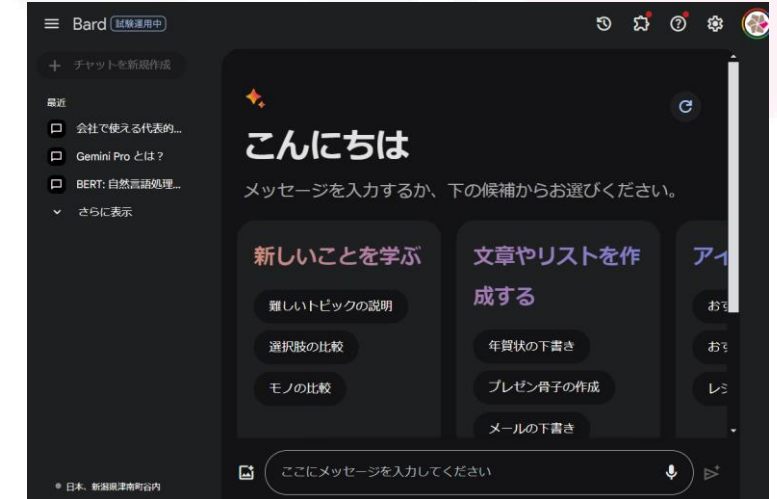 Bard 試験運用中
+ チャットを新規作成
最近
会社で使える代表的...
Gemini Pro とは？
BERT: 自然言語処理...
さらに表示
こんにちは
メッセージを入力するか、下の候補からお選びください。
新しいことを学ぶ
難しいトピックの説明
選択肢の比較
モノの比較
文章やリストを作
成する
年賀状の下書き
プレゼン骨子の作成
メールの下書き
アイ
おす
おす
レシ
ここにメッセージを入力してください
日本、新潟県津南町谷内